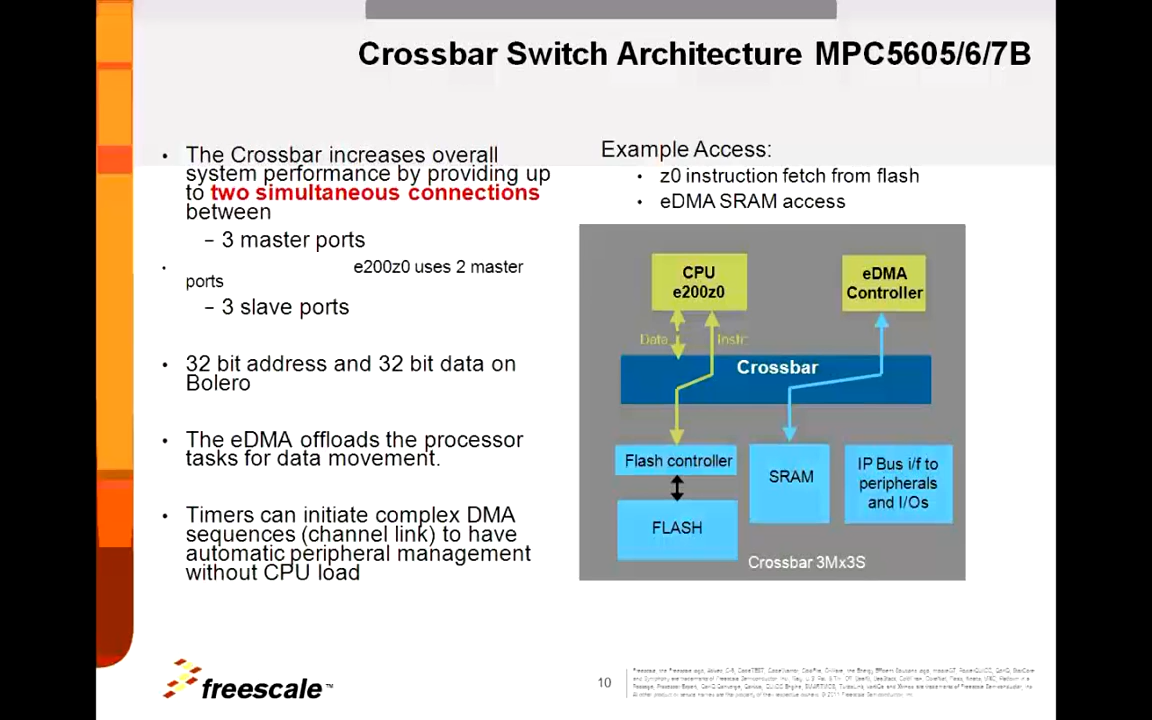 Crossbar Switch Architecture MPC5605/6/7B
• The Crossbar increases overall
system performance by providing up
to two simultaneous connections
between
– 3 master ports
• e200z0 uses 2 master
ports
– 3 slave ports
• 32 bit address and 32 bit data on
Bolero
• The eDMA offloads the processor
tasks for data movement.
• Timers can initiate complex DMA
sequences (channel link) to have
automatic peripheral management
without CPU load
Example Access:
• z0 instruction fetch from flash
• eDMA SRAM access
CPU
e200z0
eDMA
Controller
Data
Instr
Crossbar
Flash controller
FLASH
SRAM
IP Bus i/f to
peripherals
and I/Os
Crossbar 3Mx3S
freescale™
10